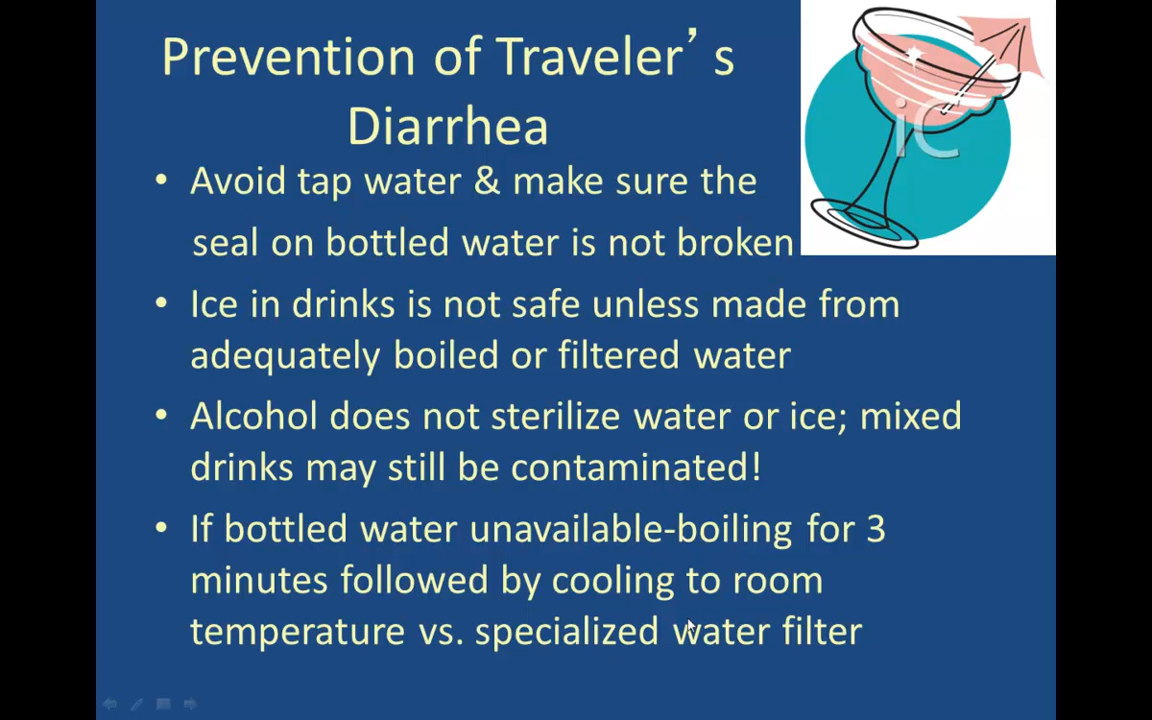 Prevention of Traveler’s
Diarrhea
• Avoid tap water & make sure the
seal on bottled water is not broken
• Ice in drinks is not safe unless made from
adequately boiled or filtered water
• Alcohol does not sterilize water or ice; mixed
drinks may still be contaminated!
• If bottled water unavailable-boiling for 3
minutes followed by cooling to room
temperature vs. specialized water filter
iC